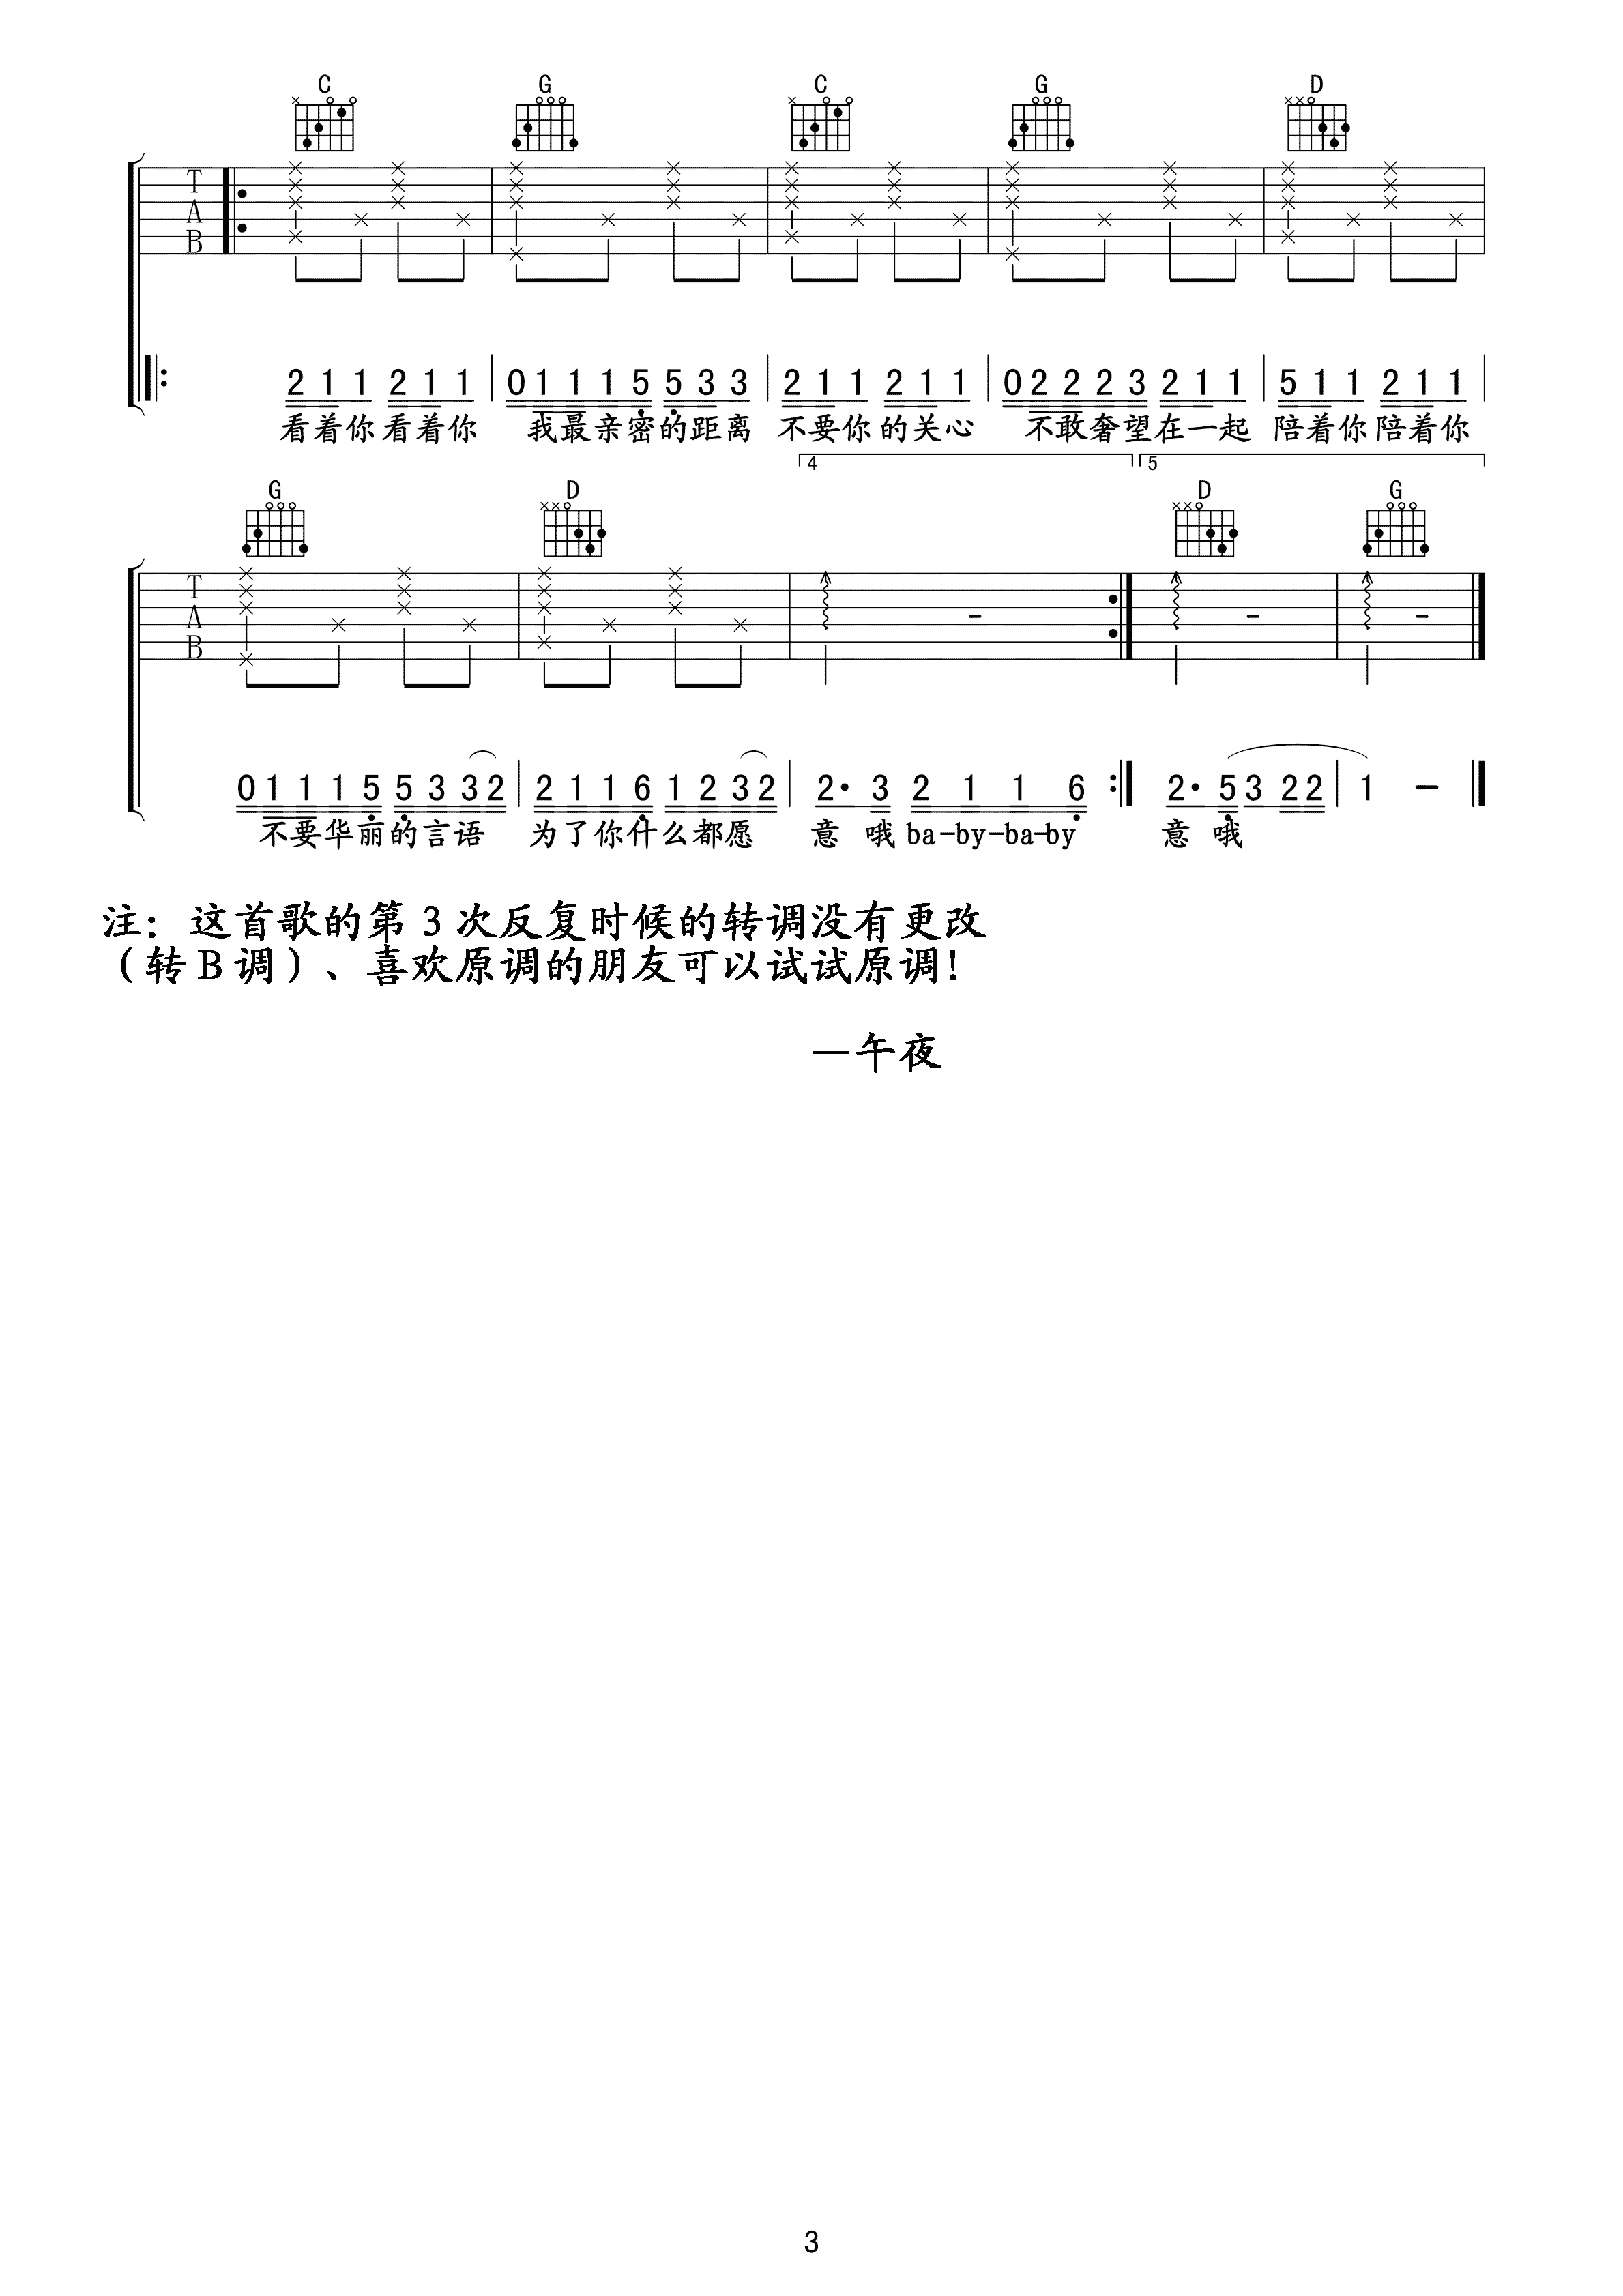 C G C G D
T
A
B
2 1 1 2 1 1 0 1 1 1 5 5 3 3 2 1 1 2 1 1 0 2 2 2 3 2 1 1 5 1 1 2 1 1
看着你看着你 我最亲密的距离 不要你的关心 不敢奢望在一起 陪着你陪着你
4 5
G D D G
T
A
B
0 1 1 1 5 5 3 3 2 2 1 1 6 1 2 3 2 2· 3 2 1 1 6 2· 5 3 2 2 1 –
不要华丽的言语 为了你什么都愿 意 哦 ba-by-ba-by 意 哦
注：这首歌的第3次反复时候的转调没有更改
（转B调）、喜欢原调的朋友可以试试原调！
—午夜
3